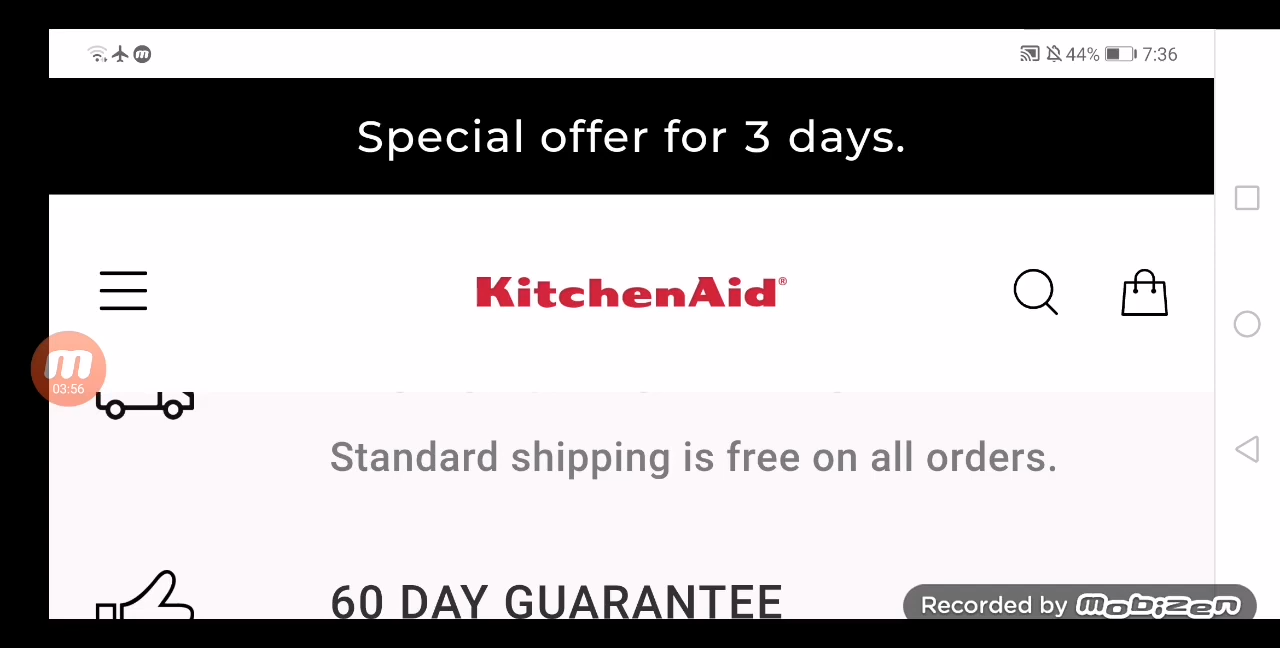 44% 7:36
Special offer for 3 days.
KitchenAid®
m
03:56
Standard shipping is free on all orders.
60 DAY GUARANTEE
Recorded by mobizen